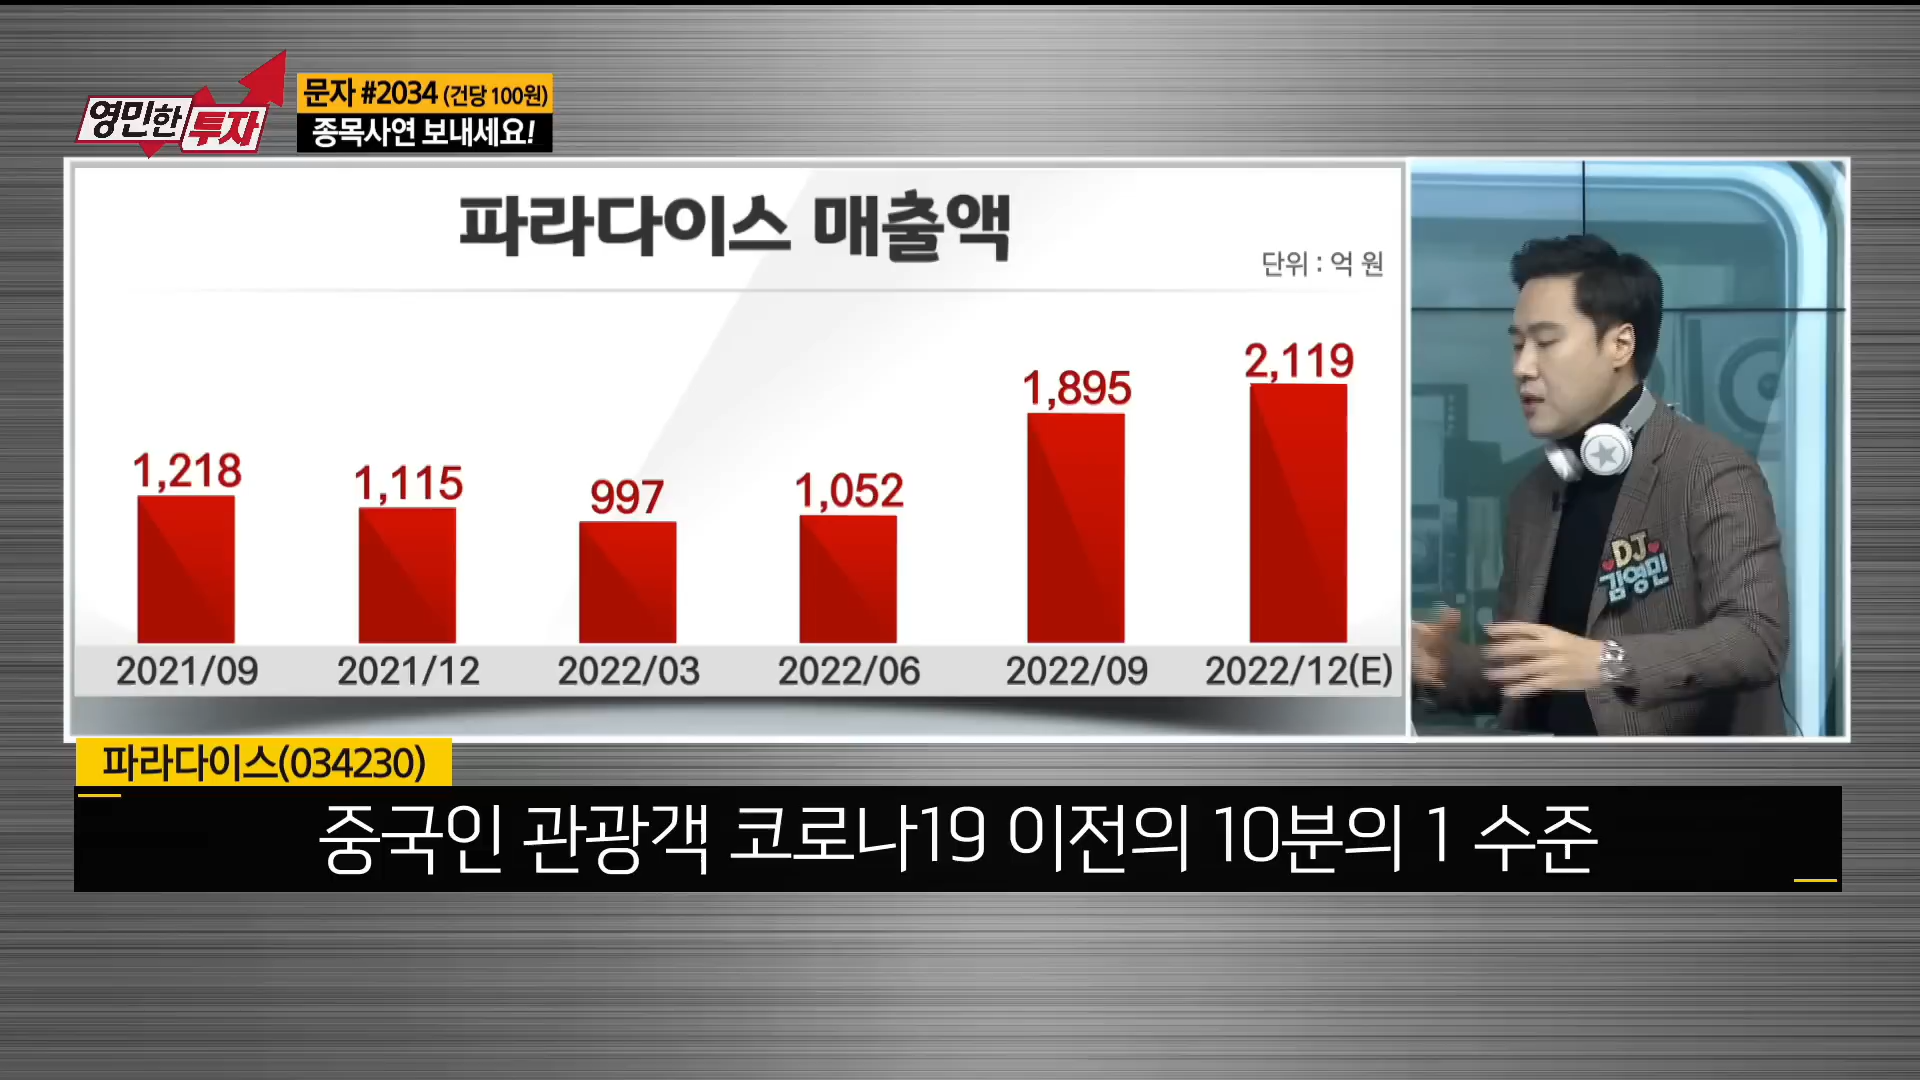 영민한 투자
문자 #2034 (건당 100원)
종목사연 보내세요!
파라다이스 매출액
단위 : 억 원
1,218
1,115
997
1,052
1,895
2,119
2021/09
2021/12
2022/03
2022/06
2022/09
2022/12(E)
DJ
김영민
파라다이스(034230)
중국인 관광객 코로나19 이전의 10분의 1 수준